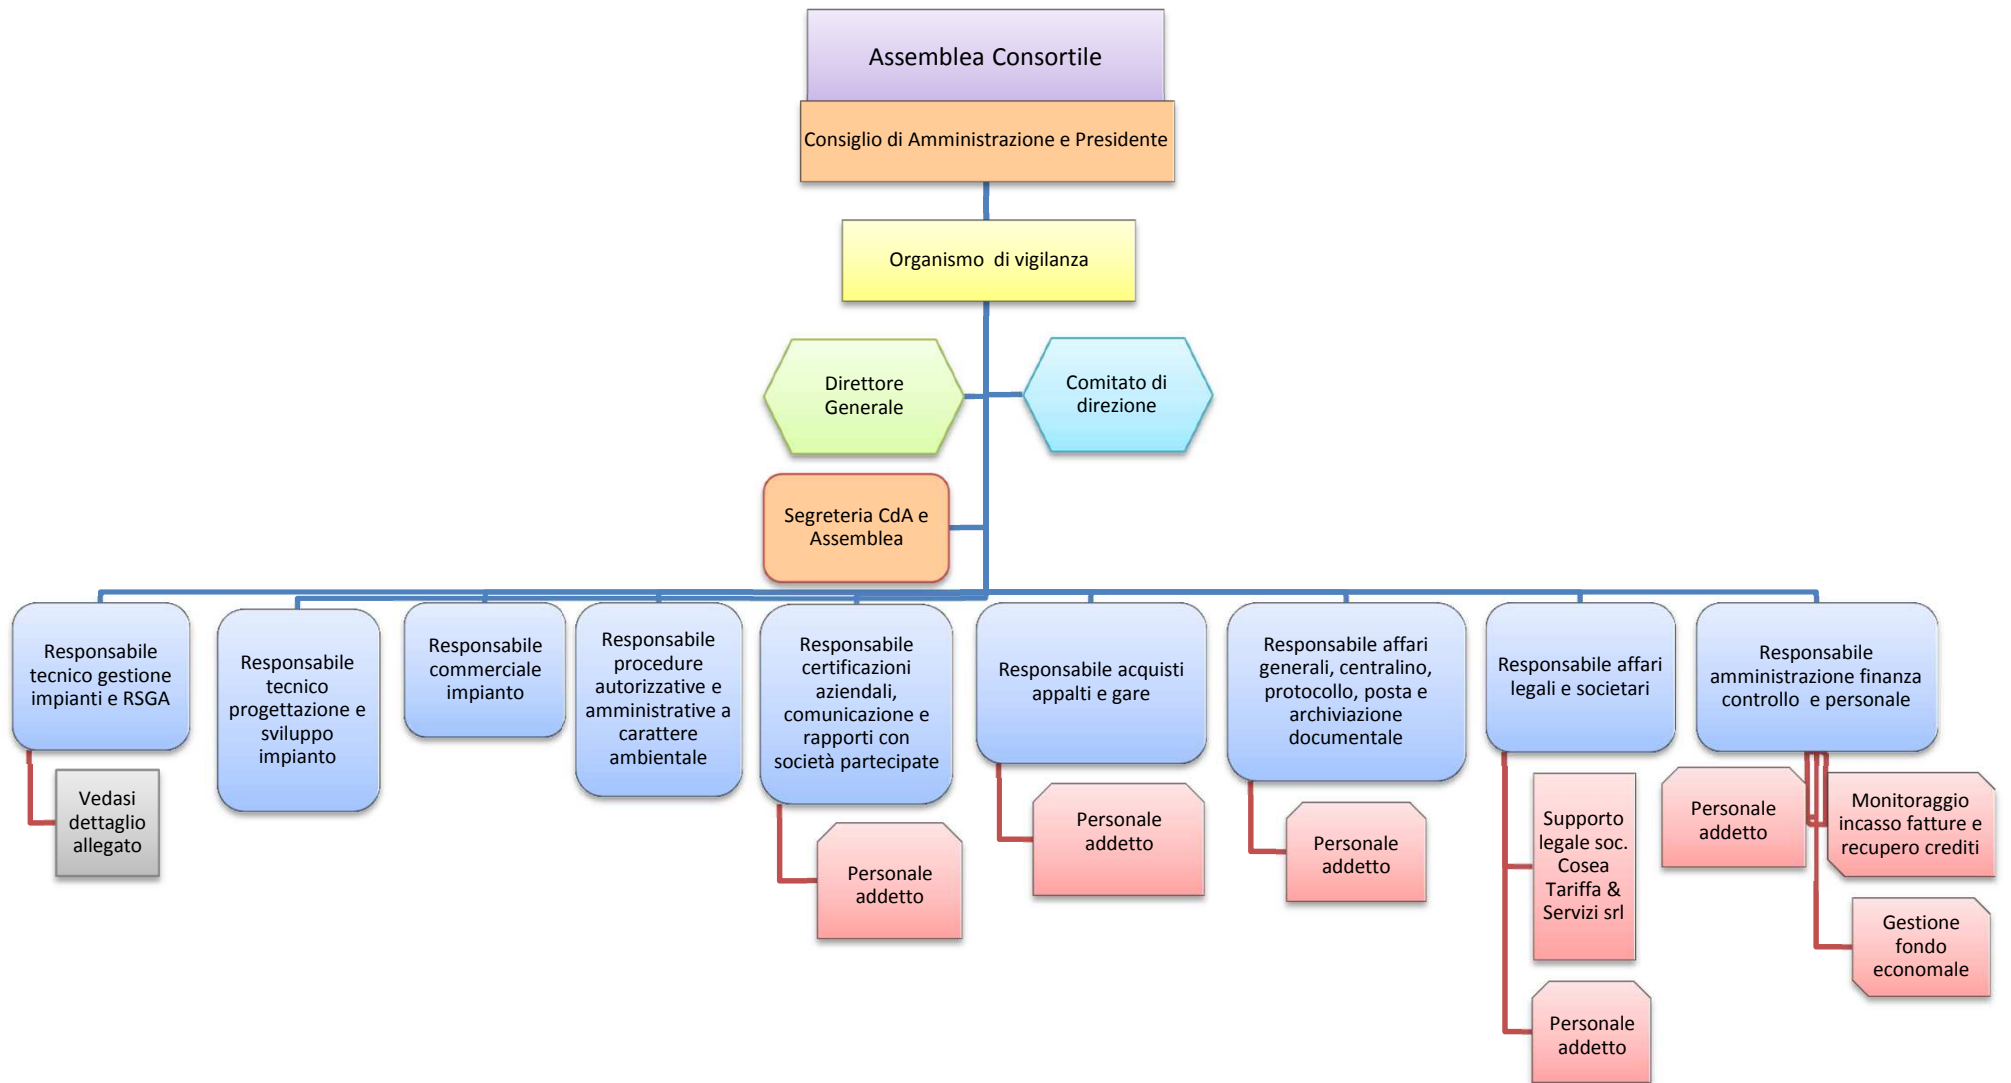 Assemblea Consortile
Consiglio di Amministrazione e Presidente
Organismo di vigilanza
Direttore
Generale
Comitato di
direzione
Segreteria CdA e
Assemblea
Responsabile
tecnico gestione
impianti e RSGA
Responsabile
tecnico
progettazione e
sviluppo
impianto
Responsabile
commerciale
impianto
Responsabile
procedure
autorizzative e
amministrative a
carattere
ambientale
Responsabile
certificazioni
aziendali,
comunicazione e
rapporti con
società partecipate
Responsabile acquisti
appalti e gare
Responsabile affari
generali, centralino,
protocollo, posta e
archiviazione
documentale
Responsabile affari
legali e societari
Responsabile
amministrazione finanza
controllo e personale
Vedasi
dettaglio
allegato
Personale
addetto
Personale
addetto
Personale
addetto
Supporto
legale soc.
Cosea
Tariffa &
Servizi srl
Personale
addetto
Personale
addetto
Monitoraggio
incasso fatture e
recupero crediti
Gestione
fondo
economale